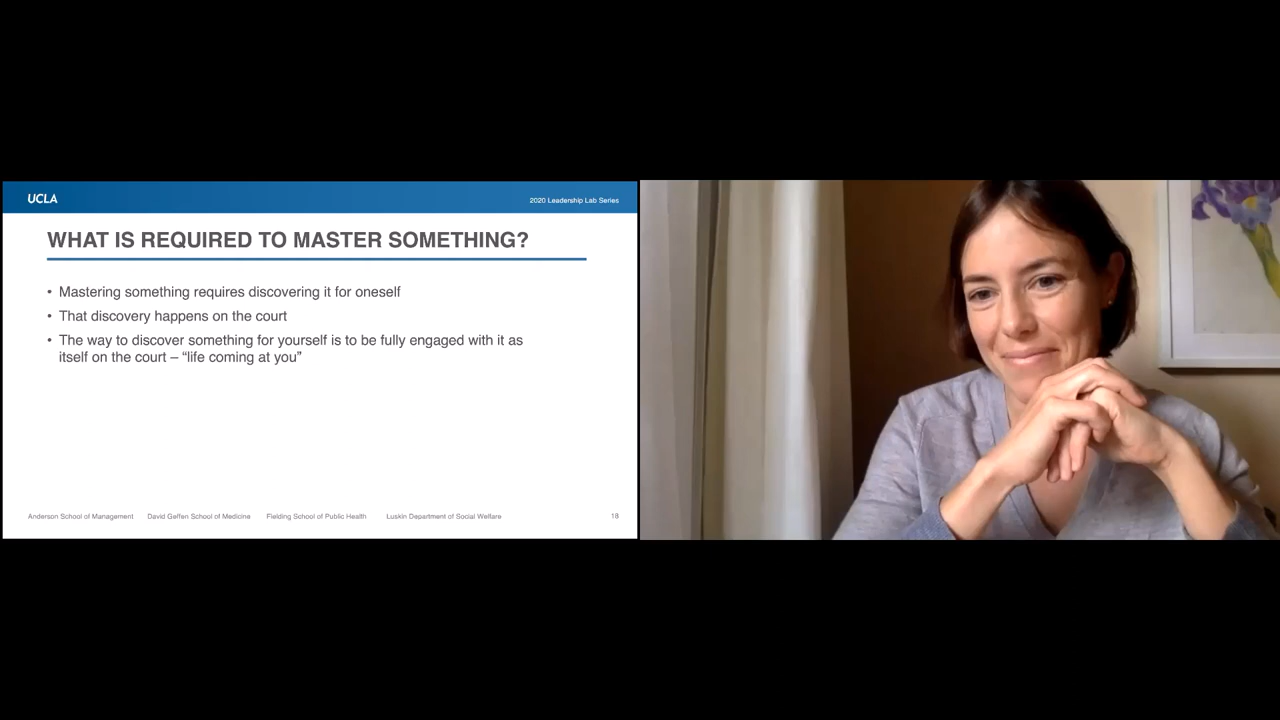 UCLA
2020 Leadership Lab Series
WHAT IS REQUIRED TO MASTER SOMETHING?
• Mastering something requires discovering it for oneself
• That discovery happens on the court
• The way to discover something for yourself is to be fully engaged with it as
itself on the court – “life coming at you”
Anderson School of Management David Geffen School of Medicine Fielding School of Public Health Luskin Department of Social Welfare 18